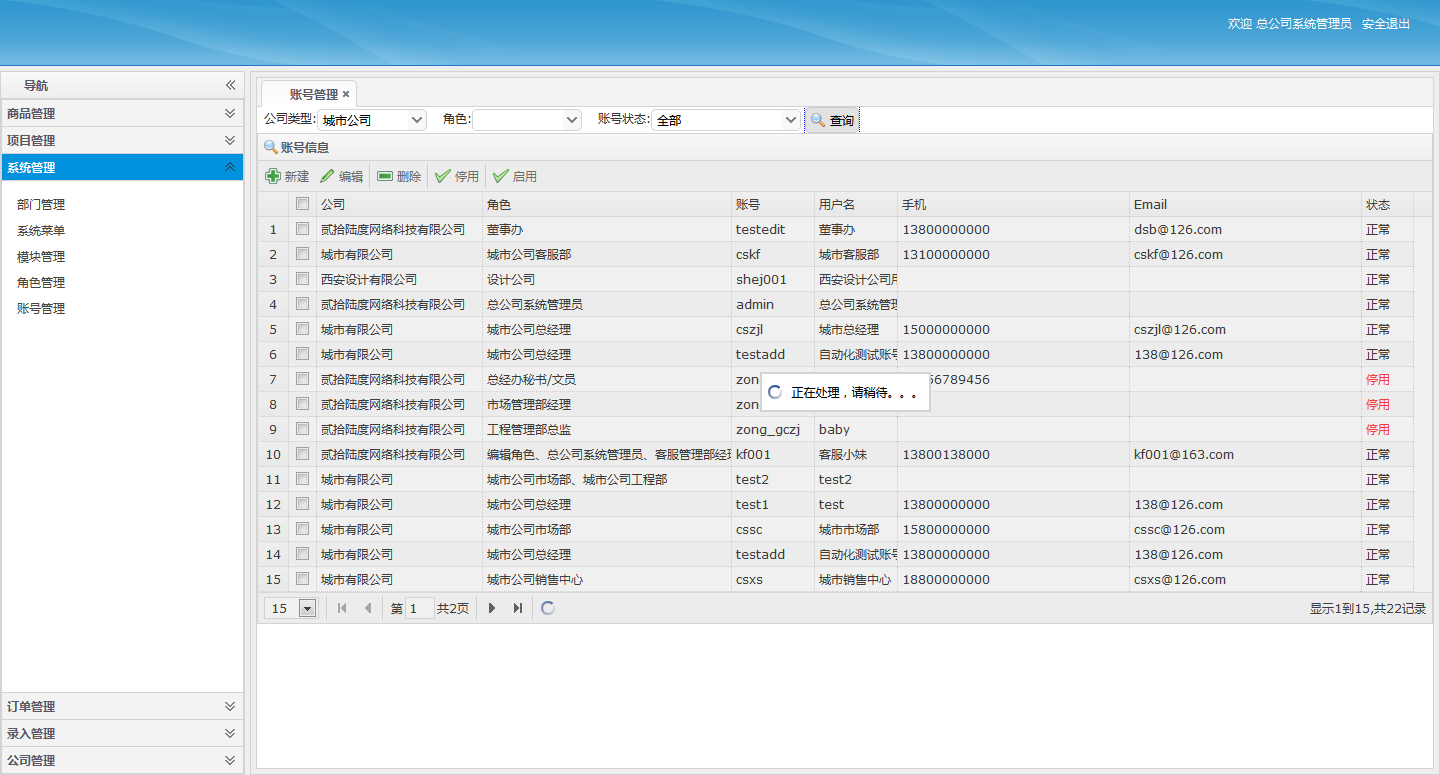 欢迎 总公司系统管理员 安全退出
导航
商品管理
项目管理
系统管理
部门管理
系统菜单
模块管理
角色管理
账号管理
订单管理
录入管理
公司管理
账号管理
公司类型: 城市公司 角色: 账号状态: 全部 查询
账号信息
新建 编辑 删除 停用 启用
公司 角色 账号 用户名 手机 Email 状态
1 贰拾陆度网络科技有限公司 董事办 testedit 董事办 13800000000 dsb@126.com 正常
2 城市有限公司 城市公司客服部 cskf 城市客服部 13100000000 cskf@126.com 正常
3 西安设计有限公司 设计公司 shej001 西安设计公司用 正常
4 贰拾陆度网络科技有限公司 总公司系统管理员 admin 总公司系统管理 正常
5 城市有限公司 城市公司总经理 cszjl 城市总经理 15000000000 cszjl@126.com 正常
6 城市有限公司 城市公司总经理 testadd 自动化测试账号 13800000000 138@126.com 正常
7 贰拾陆度网络科技有限公司 总经办秘书/文员 zon 56789456 停用
正在处理，请稍待。。。
8 贰拾陆度网络科技有限公司 市场管理部经理 zon 停用
9 贰拾陆度网络科技有限公司 工程管理部总监 zong_gczj baby 停用
10 贰拾陆度网络科技有限公司 编辑角色、总公司系统管理员、客服管理部经理 kf001 客服小妹 13800138000 kf001@163.com 正常
11 城市有限公司 城市公司市场部、城市公司工程部 test2 test2 正常
12 城市有限公司 城市公司总经理 test1 test 13800000000 138@126.com 正常
13 城市有限公司 城市公司市场部 cssc 城市市场部 15800000000 cssc@126.com 正常
14 城市有限公司 城市公司总经理 testadd 自动化测试账号 13800000000 138@126.com 正常
15 城市有限公司 城市公司销售中心 csxs 城市销售中心 18800000000 csxs@126.com 正常
15 第 1 共2页 显示1到15,共22记录